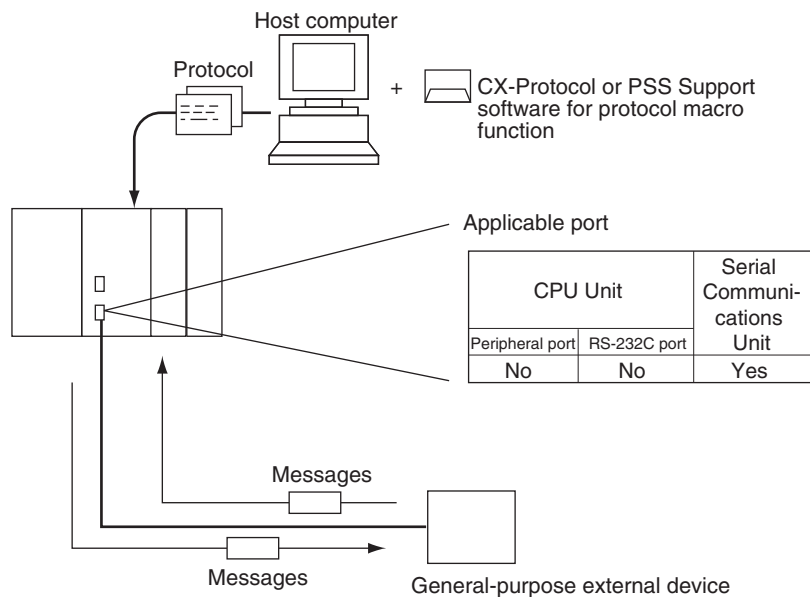 Host computer
Protocol
+
CX-Protocol or PSS Support
software for protocol macro
function
Applicable port
CPU Unit
Serial
Communi-
cations
Unit
Peripheral port
RS-232C port
No
No
Yes
Messages
Messages
General-purpose external device